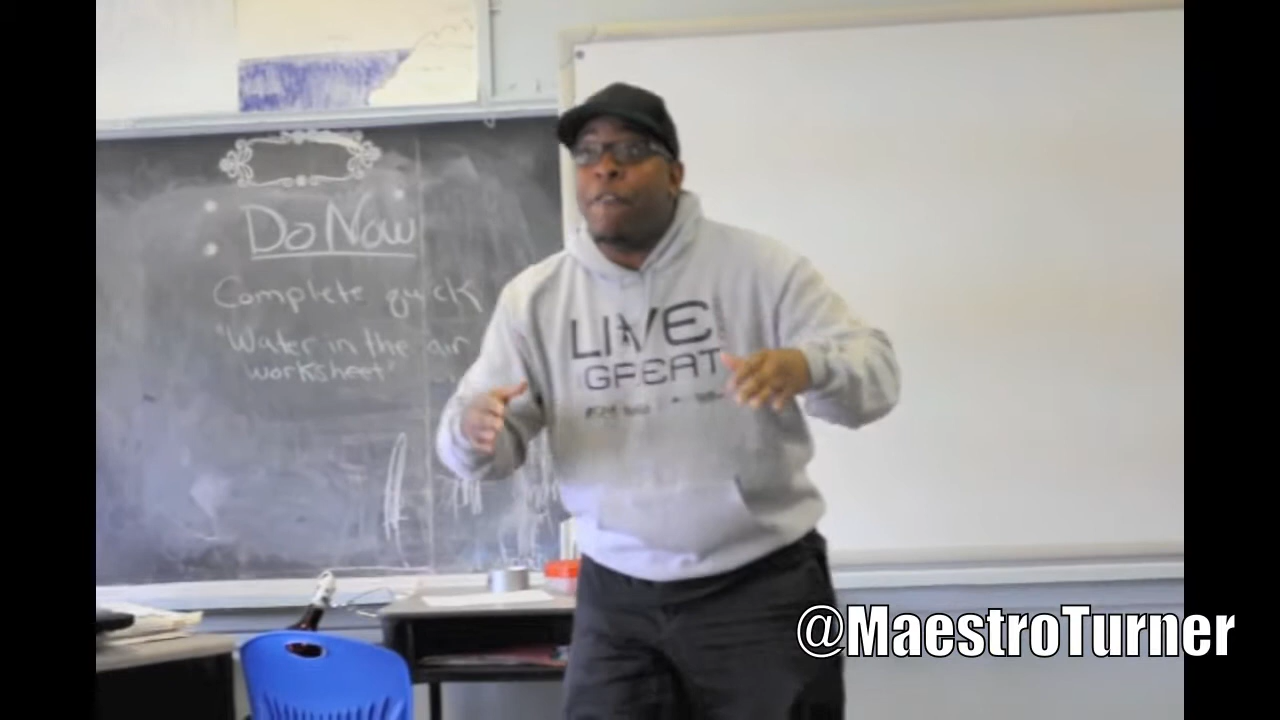 Do Now
Complete quick
"Water in the air
worksheet"
LIVE
GREAT
@MaestroTurner